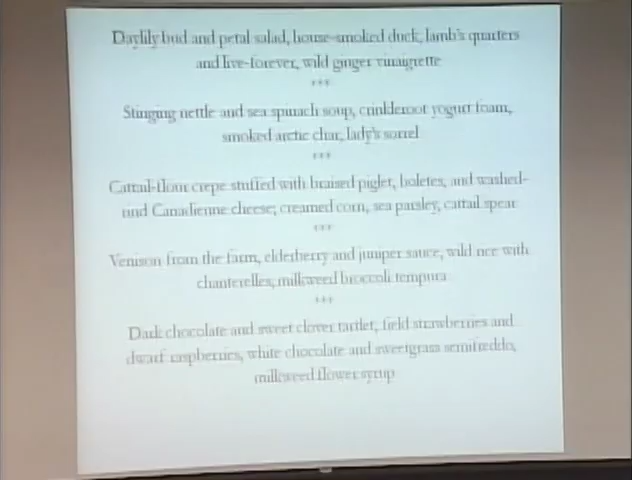 Daylily bud and petal salad, house-smoked duck, lamb's quarters
and live-forever, wild ginger vinaigrette
***
Stinging nettle and sea spinach soup, crinkleroot yogurt foam,
smoked arctic char, lady's sorrel
***
Cattail-flour crepe stuffed with braised piglet, boletes, and washed-
rind Canadienne cheese; creamed corn, sea parsley, cattail spear
***
Venison from the farm, elderberry and juniper sauce, wild rice with
chanterelles, milkweed broccoli tempura
***
Dark chocolate and sweet clover tartlet, field strawberries and
dwarf raspberries, white chocolate and sweetgrass semifreddo,
milkweed flower syrup